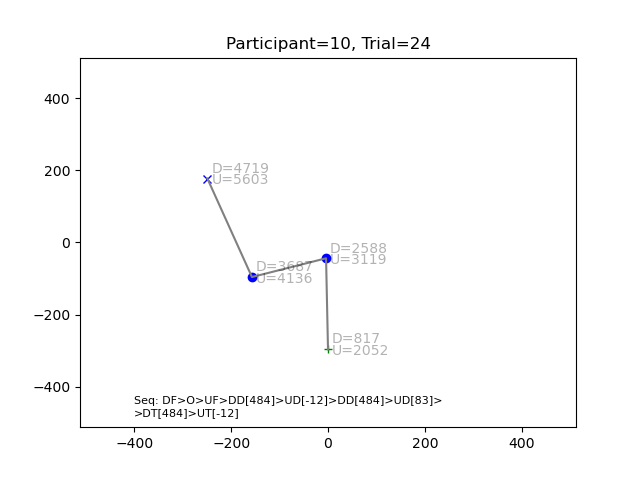 Participant=10, Trial=24
400
200
0
−200
−400
D=4719
U=5603
D=2588
U=3119
D=3687
U=4136
D=817
U=2052
Seq: DF>O>UF>DD[484]>UD[-12]>DD[484]>UD[83]>
>DT[484]>UT[-12]
−400
−200
0
200
400